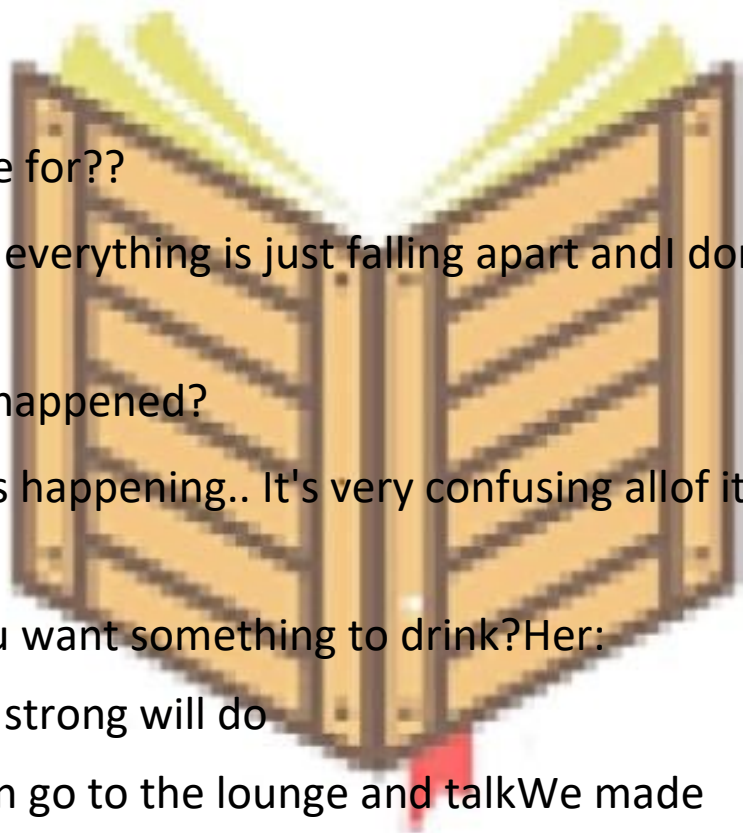 e for??
everything is just falling apart andI don
happened?
s happening.. It's very confusing allof it
u want something to drink?Her:
strong will do
n go to the lounge and talkWe made